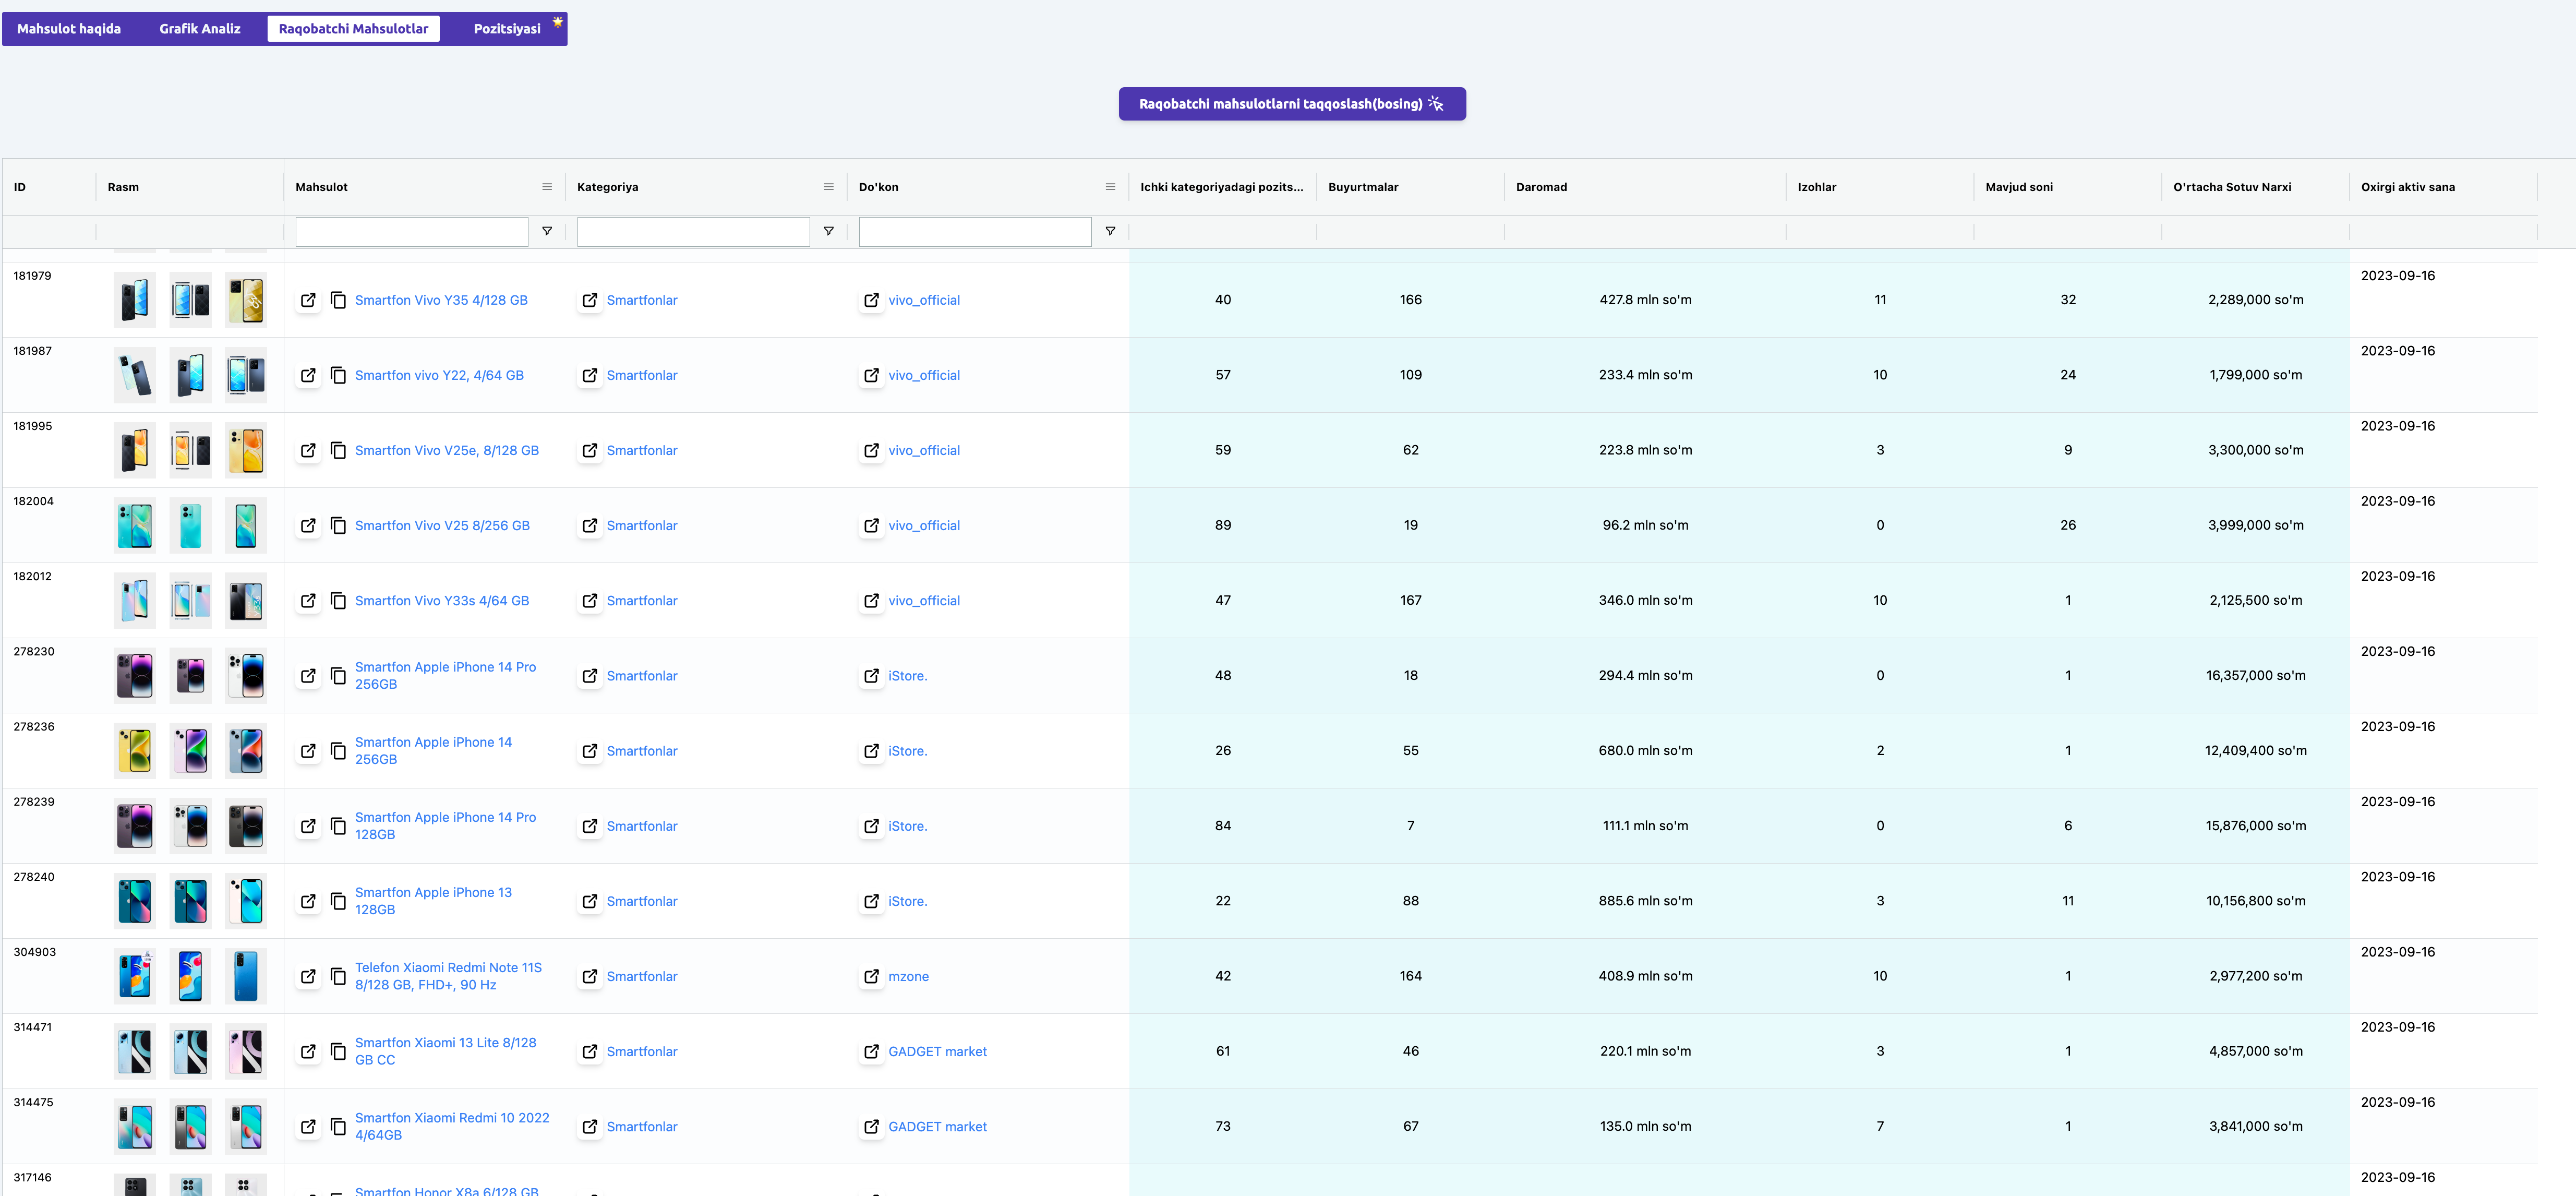 Mahsulot haqida Grafik Analiz Raqobatchi Mahsulotlar Pozitsiyasi
Raqobatchi mahsulotlarni taqqoslash(bosing)
ID Rasm Mahsulot Kategoriya Do'kon Ichki kategoriyadagi pozits... Buyurtmalar Daromad Izohlar Mavjud soni O'rtacha Sotuv Narxi Oxirgi aktiv sana
181979 Smartfon Vivo Y35 4/128 GB Smartfonlar vivo_official 40 166 427.8 mln so'm 11 32 2,289,000 so'm 2023-09-16
181987 Smartfon vivo Y22, 4/64 GB Smartfonlar vivo_official 57 109 233.4 mln so'm 10 24 1,799,000 so'm 2023-09-16
181995 Smartfon Vivo V25e, 8/128 GB Smartfonlar vivo_official 59 62 223.8 mln so'm 3 9 3,300,000 so'm 2023-09-16
182004 Smartfon Vivo V25 8/256 GB Smartfonlar vivo_official 89 19 96.2 mln so'm 0 26 3,999,000 so'm 2023-09-16
182012 Smartfon Vivo Y33s 4/64 GB Smartfonlar vivo_official 47 167 346.0 mln so'm 10 1 2,125,500 so'm 2023-09-16
278230 Smartfon Apple iPhone 14 Pro
256GB Smartfonlar iStore. 48 18 294.4 mln so'm 0 1 16,357,000 so'm 2023-09-16
278236 Smartfon Apple iPhone 14
256GB Smartfonlar iStore. 26 55 680.0 mln so'm 2 1 12,409,400 so'm 2023-09-16
278239 Smartfon Apple iPhone 14 Pro
128GB Smartfonlar iStore. 84 7 111.1 mln so'm 0 6 15,876,000 so'm 2023-09-16
278240 Smartfon Apple iPhone 13
128GB Smartfonlar iStore. 22 88 885.6 mln so'm 3 11 10,156,800 so'm 2023-09-16
304903 Telefon Xiaomi Redmi Note 11S
8/128 GB, FHD+, 90 Hz Smartfonlar mzone 42 164 408.9 mln so'm 10 1 2,977,200 so'm 2023-09-16
314471 Smartfon Xiaomi 13 Lite 8/128
GB CC Smartfonlar GADGET market 61 46 220.1 mln so'm 3 1 4,857,000 so'm 2023-09-16
314475 Smartfon Xiaomi Redmi 10 2022
4/64GB Smartfonlar GADGET market 73 67 135.0 mln so'm 7 1 3,841,000 so'm 2023-09-16
317146 Smartfon Honor X8a 6/128 GB 2023-09-16